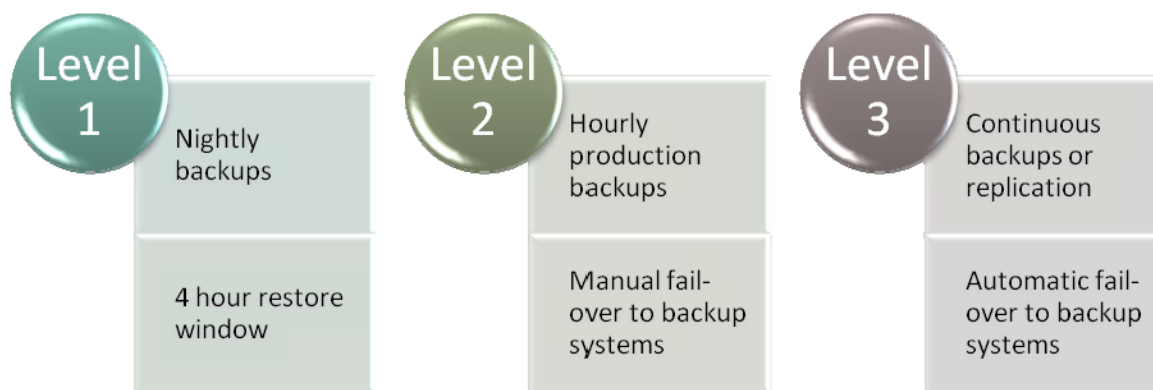 Level
1
Nightly
backups
4 hour restore
window
Level
2
Hourly
production
backups
Manual fail-
over to backup
systems
Level
3
Continuous
backups or
replication
Automatic fail-
over to backup
systems